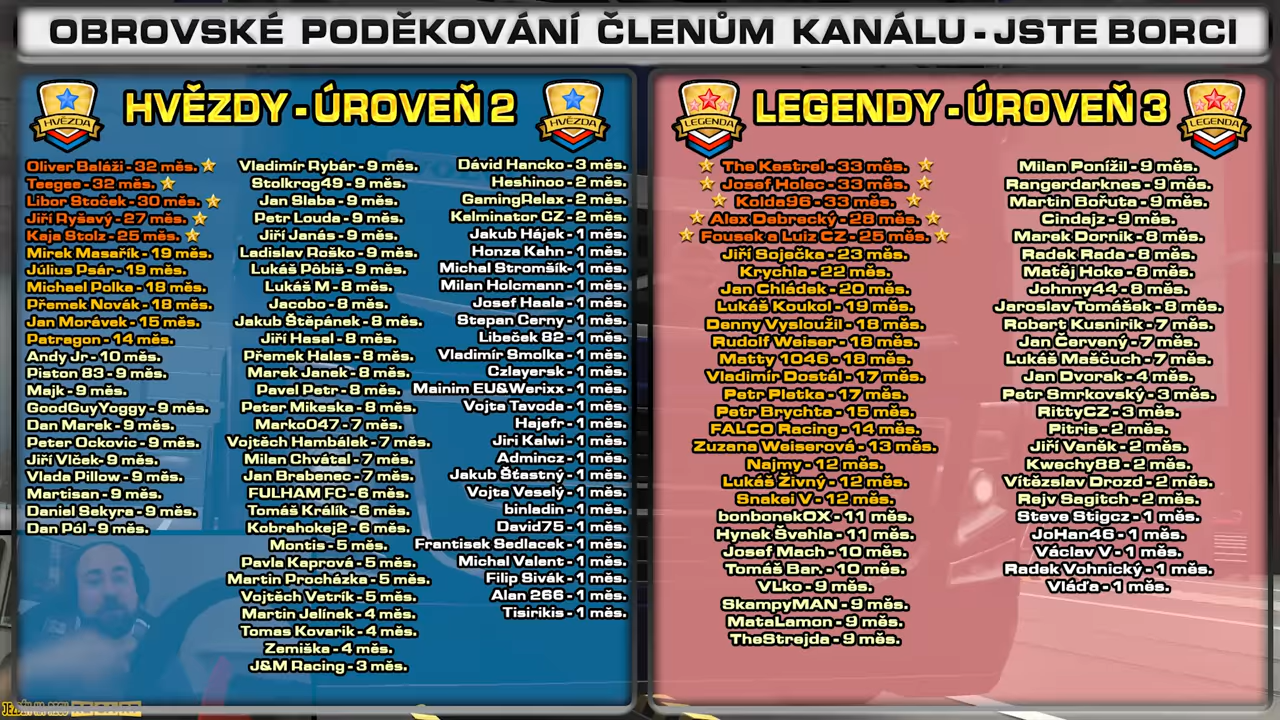 OBROVSKÉ PODĚKOVÁNÍ ČLENŮM KANÁLU - JSTE BORCI
HVĚZDA
HVĚZDY - ÚROVEŇ 2
HVĚZDA
Oliver Baláži - 32 měs.
Teegee - 32 měs.
Libor Stoček - 30 měs.
Jiří Ryšavý - 27 měs.
Kaja Stolz - 25 měs.
Mirek Masařík - 19 měs.
Július Psár - 19 měs.
Michael Polka - 18 měs.
Přemek Novák - 18 měs.
Jan Morávek - 15 měs.
Patragon - 14 měs.
Andy Jr - 10 měs.
Piston 83 - 9 měs.
Majk - 9 měs.
GoodGuyYoggy - 9 měs.
Dan Marek - 9 měs.
Peter Ockovic - 9 měs.
Jiří Vlček - 9 měs.
Vlada Pillow - 9 měs.
Martisan - 9 měs.
Daniel Sekyra - 9 měs.
Dan Pól - 9 měs.
Vladimír Rybár - 9 měs.
Stolkrog49 - 9 měs.
Jan Slaba - 9 měs.
Petr Louda - 9 měs.
Jiří Janás - 9 měs.
Ladislav Roško - 9 měs.
Lukáš Pôbiš - 9 měs.
Lukáš M - 8 měs.
Jacobo - 8 měs.
Jakub Štěpánek - 8 měs.
Jiří Hasal - 8 měs.
Přemek Halas - 8 měs.
Marek Janek - 8 měs.
Pavel Petr - 8 měs.
Peter Mikeska - 8 měs.
Marko047 - 7 měs.
Vojtěch Hambálek - 7 měs.
Milan Chvátal - 7 měs.
Jan Brabenec - 7 měs.
FULHAM FC - 6 měs.
Tomáš Králík - 6 měs.
Kobrahokej2 - 6 měs.
Montis - 5 měs.
Pavla Kaprová - 5 měs.
Martin Procházka - 5 měs.
Vojtěch Vetrík - 5 měs.
Martin Jelínek - 4 měs.
Tomas Kovarik - 4 měs.
Zemiška - 4 měs.
J&M Racing - 3 měs.
Dávid Hancko - 3 měs.
Heshinoo - 2 měs.
GamingRelax - 2 měs.
Kelminator CZ - 2 měs.
Jakub Hájek - 1 měs.
Honza Kahn - 1 měs.
Michal Stromšík- 1 měs.
Milan Holcmann - 1 měs.
Josef Haala - 1 měs.
Stepan Cerny - 1 měs.
Libeček 82 - 1 měs.
Vladimír Smolka - 1 měs.
Czlayersk - 1 měs.
Mainim EU&Werixx - 1 měs.
Vojta Tavoda - 1 měs.
Hajefr - 1 měs.
Jiri Kalwi - 1 měs.
Admincz - 1 měs.
Jakub Šťastný - 1 měs.
Vojta Veselý - 1 měs.
binladin - 1 měs.
David75 - 1 měs.
Frantisek Sedlacek - 1 měs.
Michal Valent - 1 měs.
Filip Sivák - 1 měs.
Alan 266 - 1 měs.
Tisirikis - 1 měs.
LEGENDA
LEGENDY - ÚROVEŇ 3
LEGENDA
The Kestrel - 33 měs.
Josef Holec - 33 měs.
Kolda96 - 33 měs.
Alex Debrecký - 28 měs.
Fousek a Luiz CZ - 25 měs.
Jiří Soječka - 23 měs.
Krychla - 22 měs.
Jan Chládek - 20 měs.
Lukáš Koukol - 19 měs.
Denny Vysloužil - 18 měs.
Rudolf Weiser - 18 měs.
Matty 1046 - 18 měs.
Vladimír Dostál - 17 měs.
Petr Pletka - 17 měs.
Petr Brychta - 15 měs.
FALCO Racing - 14 měs.
Zuzana Weiserová - 13 měs.
Najmy - 12 měs.
Lukáš Živný - 12 měs.
Snakei V - 12 měs.
bonbonekOX - 11 měs.
Hynek Švehla - 11 měs.
Josef Mach - 10 měs.
Tomáš Bar. - 10 měs.
VLko - 9 měs.
SkampyMAN - 9 měs.
MataLamon - 9 měs.
TheStrejda - 9 měs.
Milan Ponížil - 9 měs.
Rangerdarknes - 9 měs.
Martin Bořuta - 9 měs.
Cindajz - 9 měs.
Marek Dornik - 8 měs.
Radek Rada - 8 měs.
Matěj Hoke - 8 měs.
Johnny44 - 8 měs.
Jaroslav Tomášek - 8 měs.
Robert Kusnirik - 7 měs.
Jan Červený - 7 měs.
Lukáš Maščuch - 7 měs.
Jan Dvorak - 4 měs.
Petr Smrkovský - 3 měs.
RittyCZ - 3 měs.
Pitris - 2 měs.
Jiří Vaněk - 2 měs.
Kwechy88 - 2 měs.
Vítězslav Drozd - 2 měs.
Rejv Sagitch - 2 měs.
Steve Stigcz - 1 měs.
JoHan46 - 1 měs.
Václav V - 1 měs.
Radek Vohnický - 1 měs.
Vláďa - 1 měs.